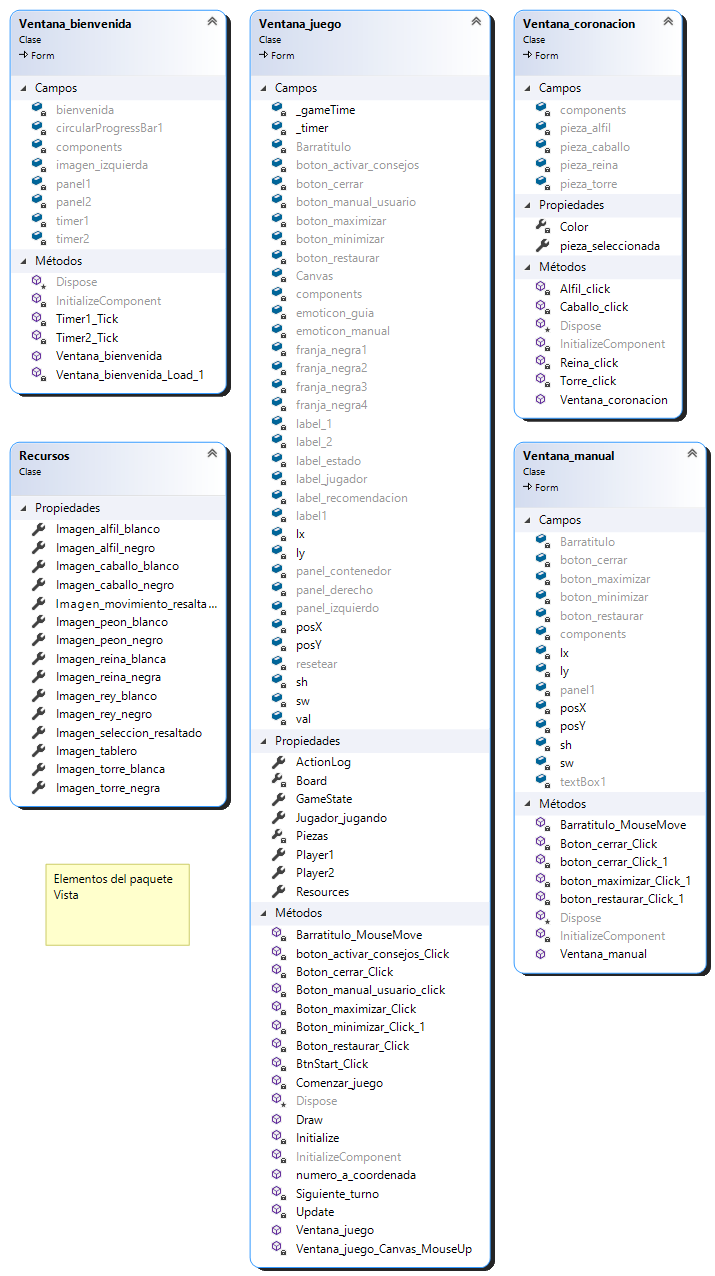 Ventana_bienvenida
Clase
Form
Campos
bienvenida
circularProgressBar1
components
imagen_izquierda
panel1
panel2
timer1
timer2
Métodos
Dispose
InitializeComponent
Timer1_Tick
Timer2_Tick
Ventana_bienvenida
Ventana_bienvenida_Load_1
Recursos
Clase
Propiedades
Imagen_alfil_blanco
Imagen_alfil_negro
Imagen_caballo_blanco
Imagen_caballo_negro
Imagen_movimiento_resalta...
Imagen_peon_blanco
Imagen_peon_negro
Imagen_reina_blanca
Imagen_reina_negra
Imagen_rey_blanco
Imagen_rey_negro
Imagen_seleccion_resaltado
Imagen_tablero
Imagen_torre_blanca
Imagen_torre_negra
Elementos del paquete
Vista
Ventana_juego
Clase
Form
Campos
_gameTime
_timer
Barratitulo
boton_activar_consejos
boton_cerrar
boton_manual_usuario
boton_maximizar
boton_minimizar
boton_restaurar
Canvas
components
emoticon_guia
emoticon_manual
franja_negra1
franja_negra2
franja_negra3
franja_negra4
label_1
label_2
label_estado
label_jugador
label_recomendacion
label1
lx
ly
panel_contenedor
panel_derecho
panel_izquierdo
posX
posY
resetear
sh
sw
val
Propiedades
ActionLog
Board
GameState
Jugador_jugando
Piezas
Player1
Player2
Resources
Métodos
Barratitulo_MouseMove
boton_activar_consejos_Click
Boton_cerrar_Click
Boton_manual_usuario_click
Boton_maximizar_Click
Boton_minimizar_Click_1
Boton_restaurar_Click
BtnStart_Click
Comenzar_juego
Dispose
Draw
Initialize
InitializeComponent
numero_a_coordenada
Siguiente_turno
Update
Ventana_juego
Ventana_juego_Canvas_MouseUp
Ventana_coronacion
Clase
Form
Campos
components
pieza_alfil
pieza_caballo
pieza_reina
pieza_torre
Propiedades
Color
pieza_seleccionada
Métodos
Alfil_click
Caballo_click
Dispose
InitializeComponent
Reina_click
Torre_click
Ventana_coronacion
Ventana_manual
Clase
Form
Campos
Barratitulo
boton_cerrar
boton_maximizar
boton_minimizar
boton_restaurar
components
lx
ly
panel1
posX
posY
sh
sw
textBox1
Métodos
Barratitulo_MouseMove
Boton_cerrar_Click
boton_cerrar_Click_1
boton_maximizar_Click_1
boton_restaurar_Click_1
Dispose
InitializeComponent
Ventana_manual